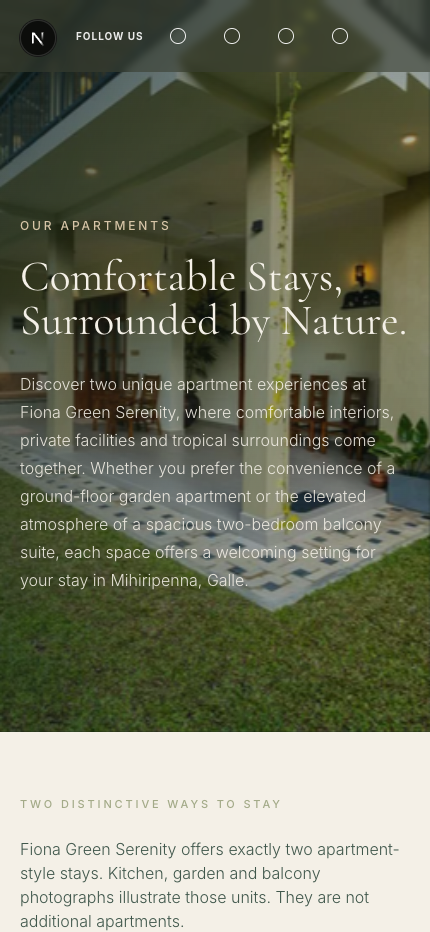 N
FOLLOW US
OUR APARTMENTS
Comfortable Stays,
Surrounded by Nature.
Discover two unique apartment experiences at
Fiona Green Serenity, where comfortable interiors,
private facilities and tropical surroundings come
together. Whether you prefer the convenience of a
ground-floor garden apartment or the elevated
atmosphere of a spacious two-bedroom balcony
suite, each space offers a welcoming setting for
your stay in Mihiripenna, Galle.
TWO DISTINCTIVE WAYS TO STAY
Fiona Green Serenity offers exactly two apartment-
style stays. Kitchen, garden and balcony
photographs illustrate those units. They are not
additional apartments.